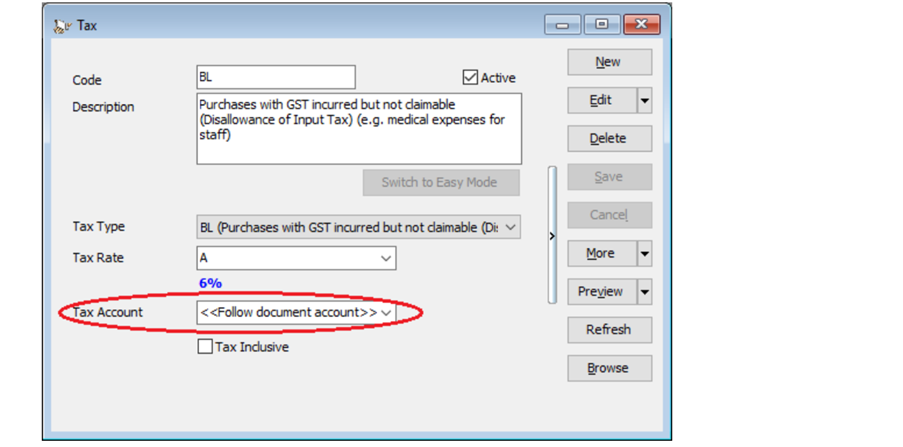 Tax
Code
BL
Active
Description
Purchases with GST incurred but not claimable
(Disallowance of Input Tax) (e.g. medical expenses for
staff)
Switch to Easy Mode
Tax Type
BL (Purchases with GST incurred but not claimable (Di:
Tax Rate
A
6%
Tax Account
<<Follow document account>>
Tax Inclusive
New
Edit
Delete
Save
Cancel
More
Preview
Refresh
Browse